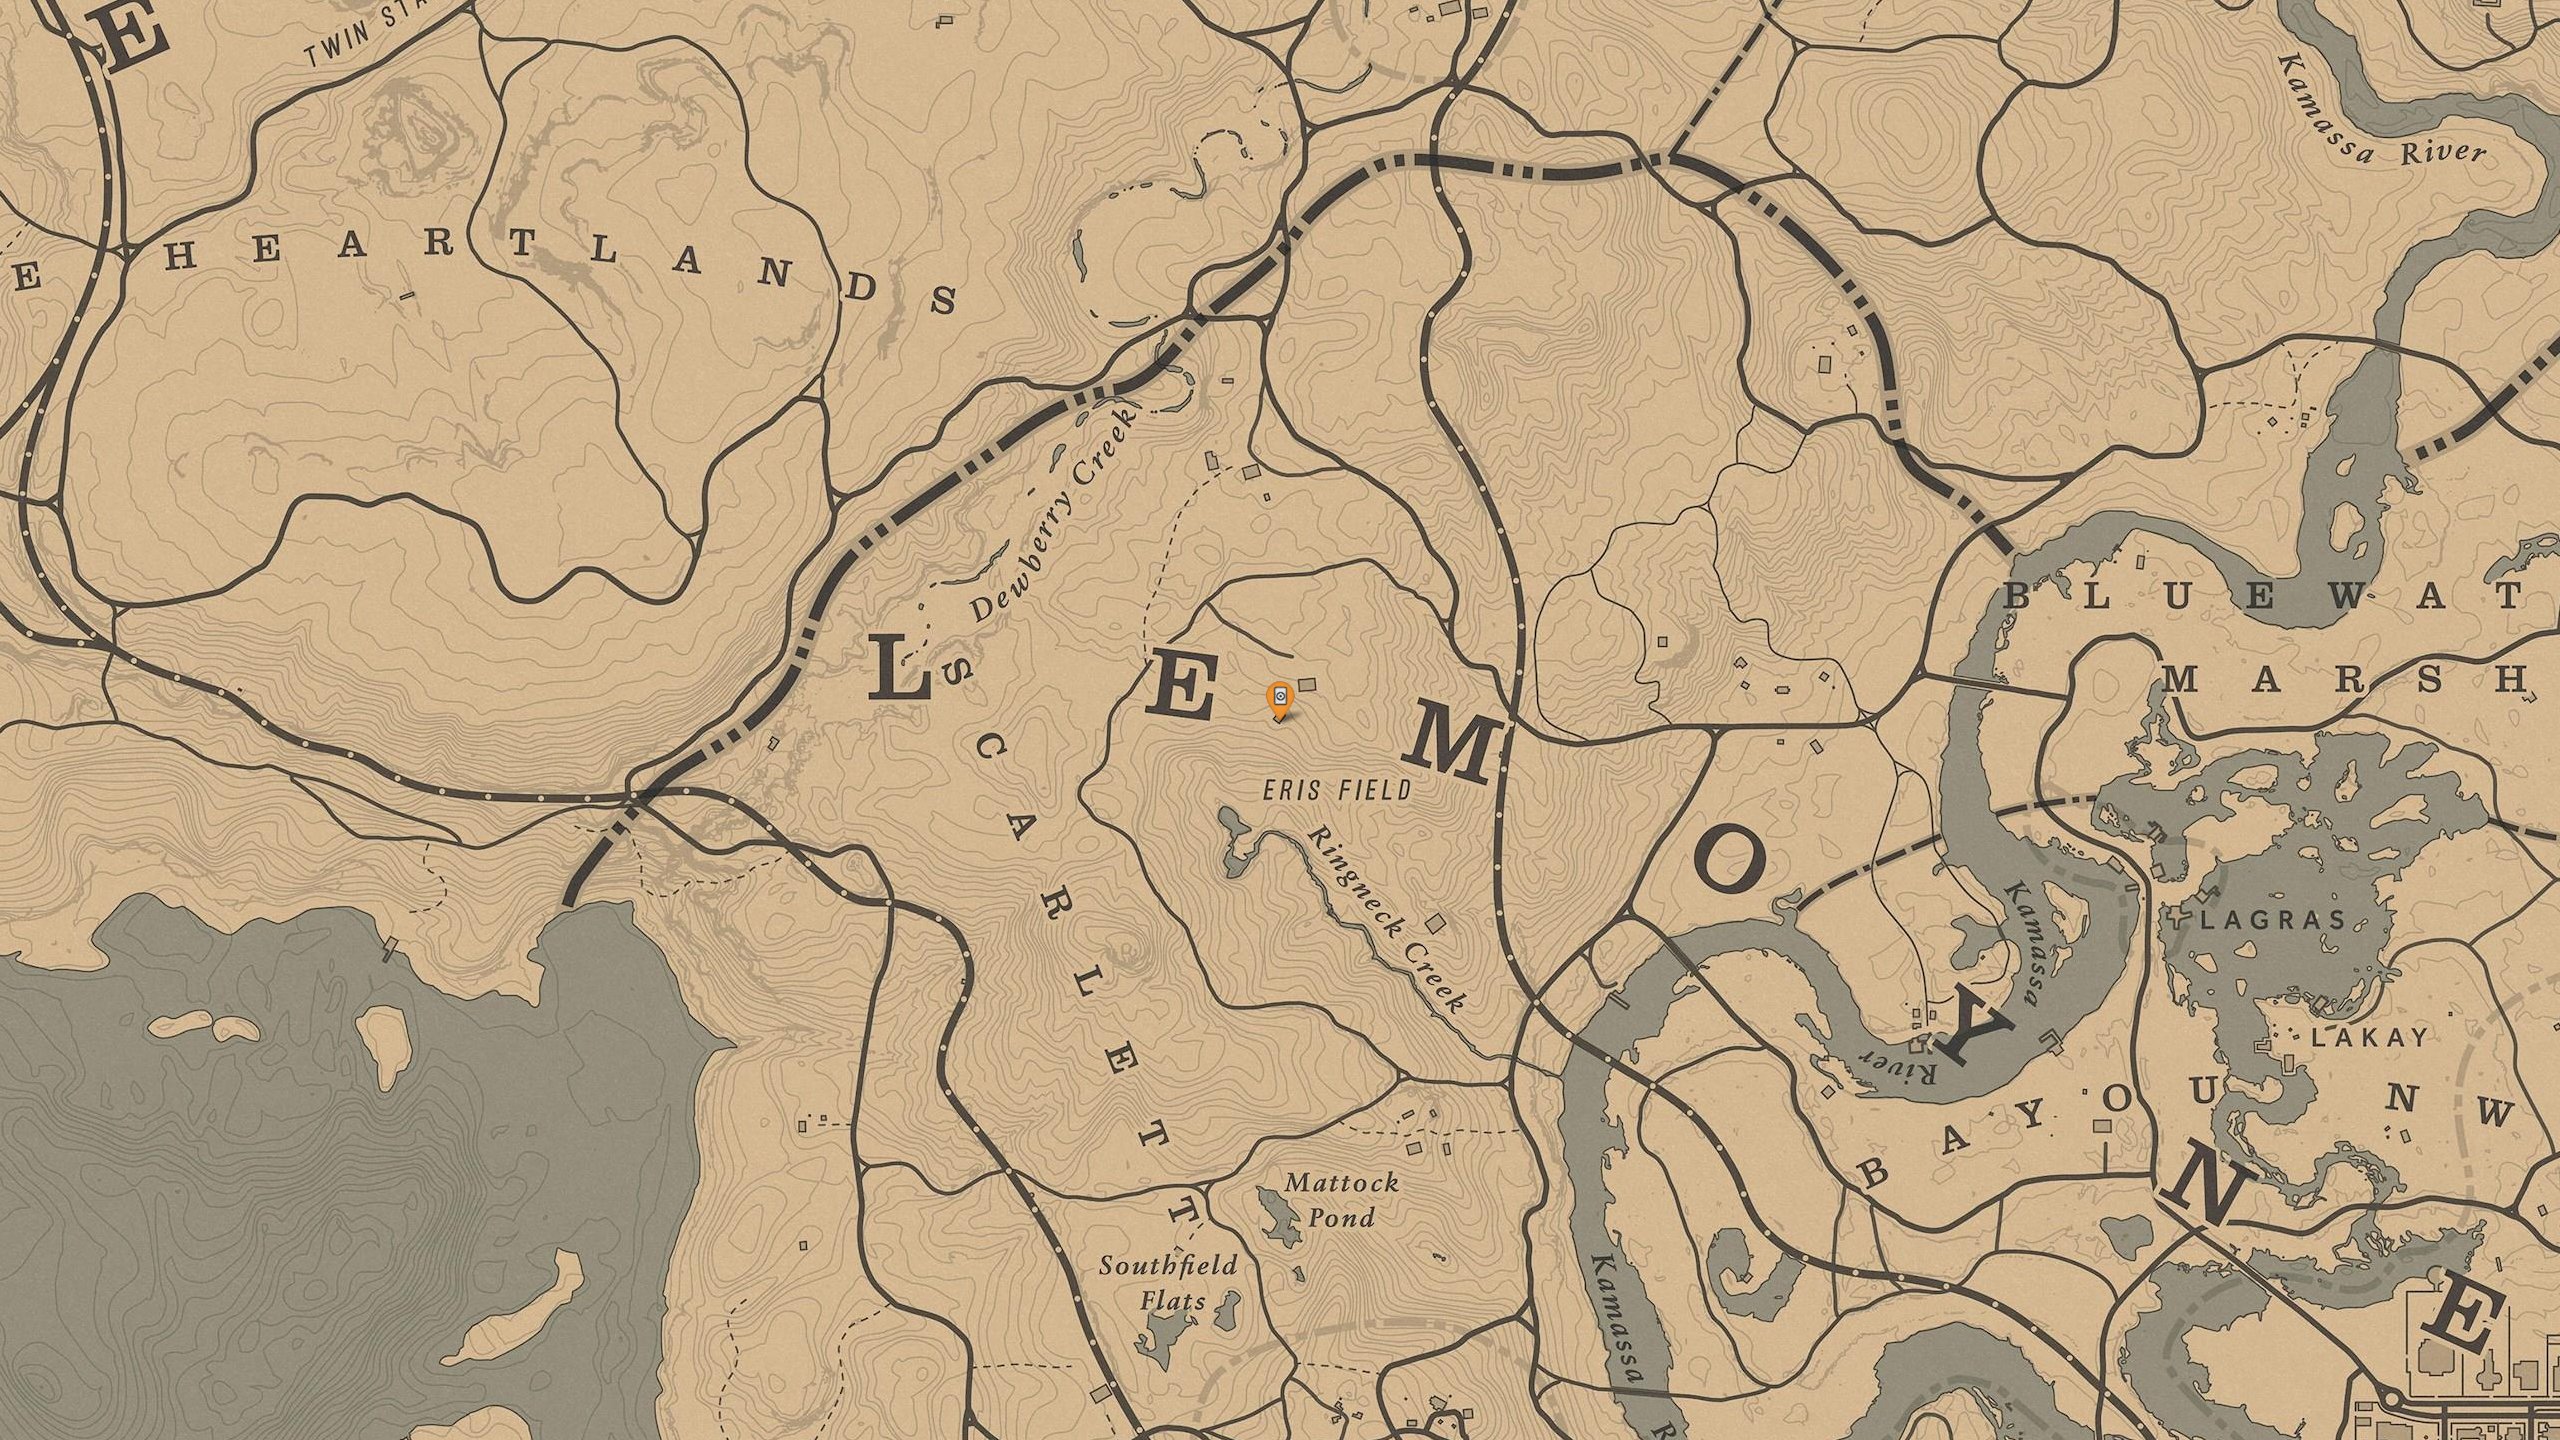 E
TWIN STA
Kamassa River
E HEARTLANDS
Dewberry Creek
BLUEWAT
MARSH
LEMOYNE
SCARLETT
ERIS FIELD
Ringneck Creek
Kamassa
River
LAGRAS
LAKAY
BAYOU NW
Mattock
Pond
Southfield
Flats
Kamassa
R